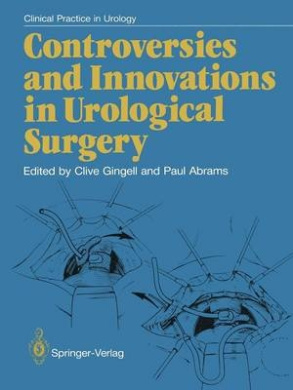 Clinical Practice in Urology
Controversies
and Innovations
in Urological
Surgery
Edited by Clive Gingell and Paul Abrams
Springer-Verlag